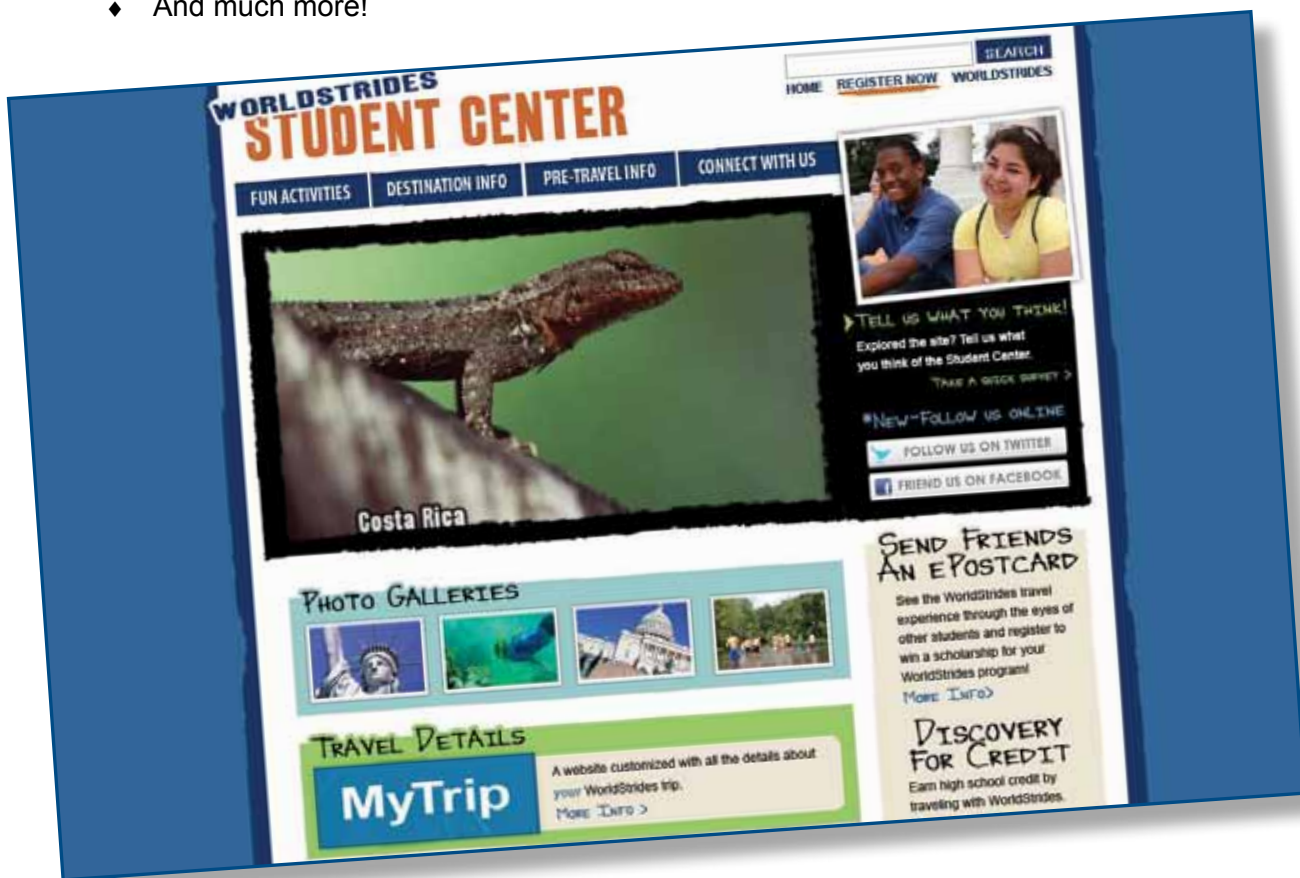 ♦ And much more!
WORLDSTRIDES
STUDENT CENTER
SEARCH
HOME REGISTER NOW WORLDSTRIDES
FUN ACTIVITIES DESTINATION INFO PRE-TRAVEL INFO CONNECT WITH US
Costa Rica
TELL US WHAT YOU THINK!
Explored the site? Tell us what
you think of the Student Center.
TAKE A QUICK SURVEY >
*NEW-FOLLOW US ONLINE
FOLLOW US ON TWITTER
FRIEND US ON FACEBOOK
PHOTO GALLERIES
TRAVEL DETAILS
MyTrip
A website customized with all the details about
your WorldStrides trip.
MORE INFO >
SEND FRIENDS
AN EPOSTCARD
See the WorldStrides travel
experience through the eyes of
other students and register to
win a scholarship for your
WorldStrides program!
MORE INFO>
DISCOVERY
FOR CREDIT
Earn high school credit by
traveling with WorldStrides.